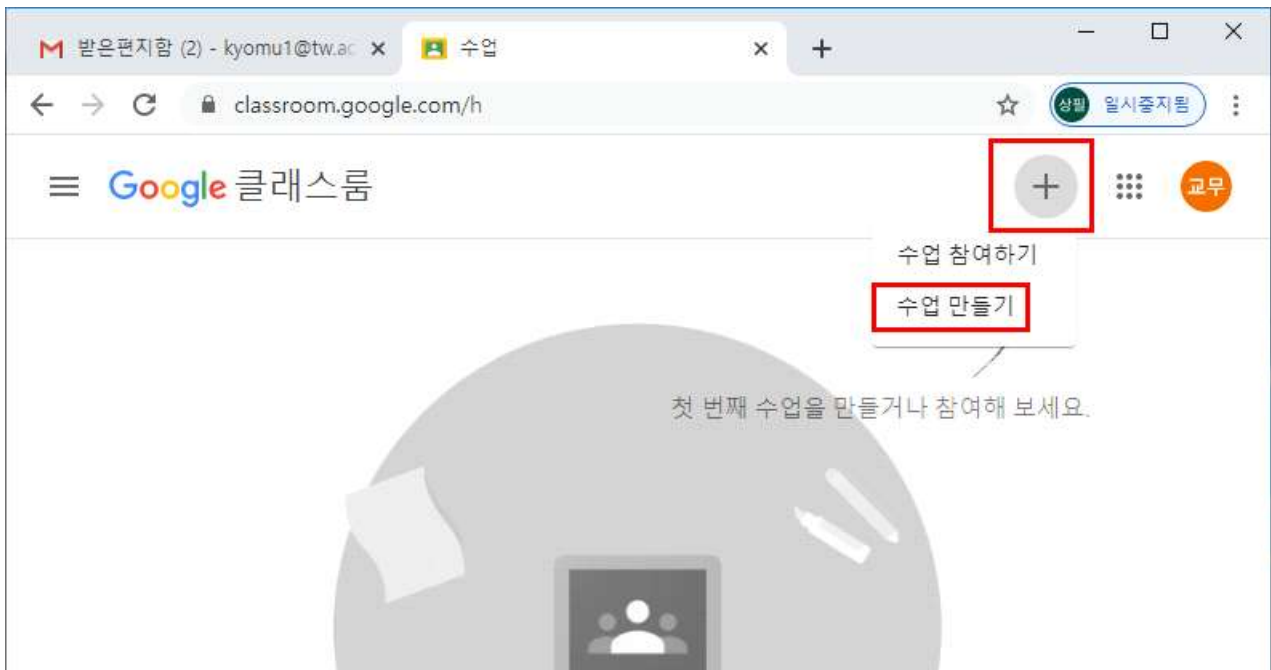 받은편지함 (2) - kyomu1@tw.ac
수업
classroom.google.com/h
상필 일시중지됨
Google 클래스룸
교무
수업 참여하기
수업 만들기
첫 번째 수업을 만들거나 참여해 보세요.